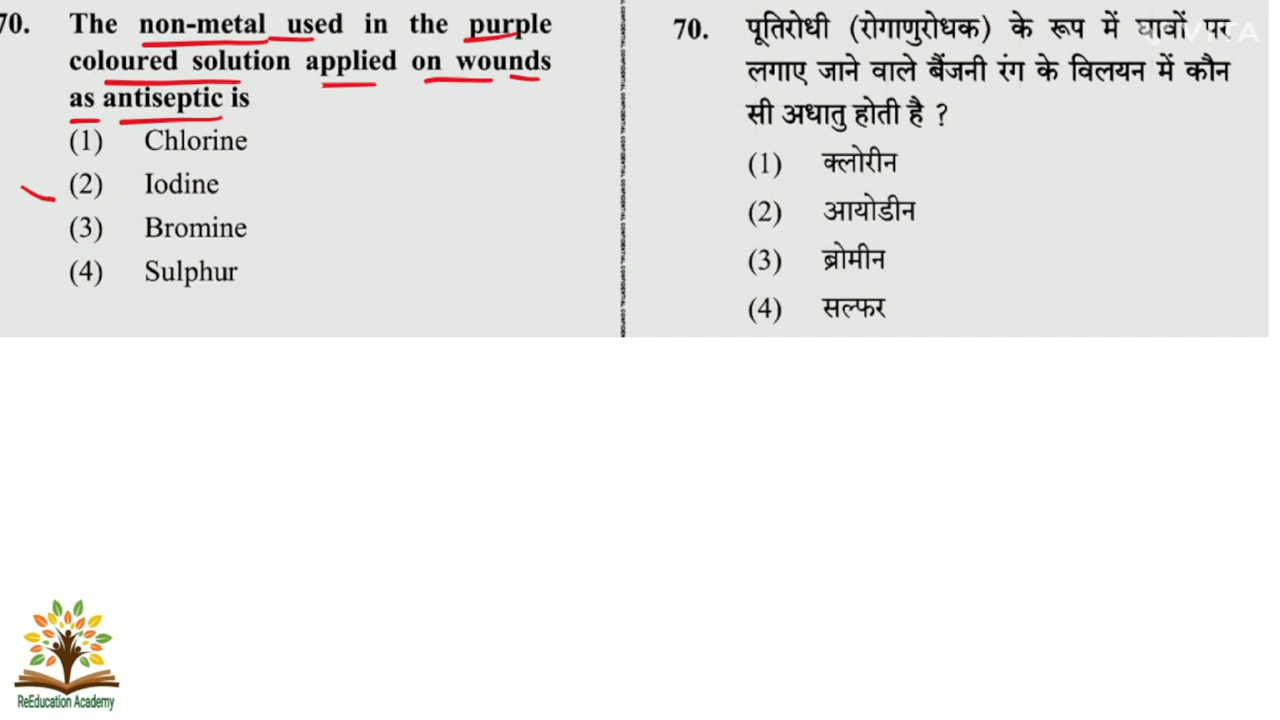 70. The non-metal used in the purple
coloured solution applied on wounds
as antiseptic is
(1) Chlorine
(2) Iodine
(3) Bromine
(4) Sulphur
70. पूतिरोधी (रोगाणुरोधक) के रूप में घावों पर
लगाए जाने वाले बैंजनी रंग के विलयन में कौन
सी अधातु होती है ?
(1) क्लोरीन
(2) आयोडीन
(3) ब्रोमीन
(4) सल्फर
ReEducation Academy